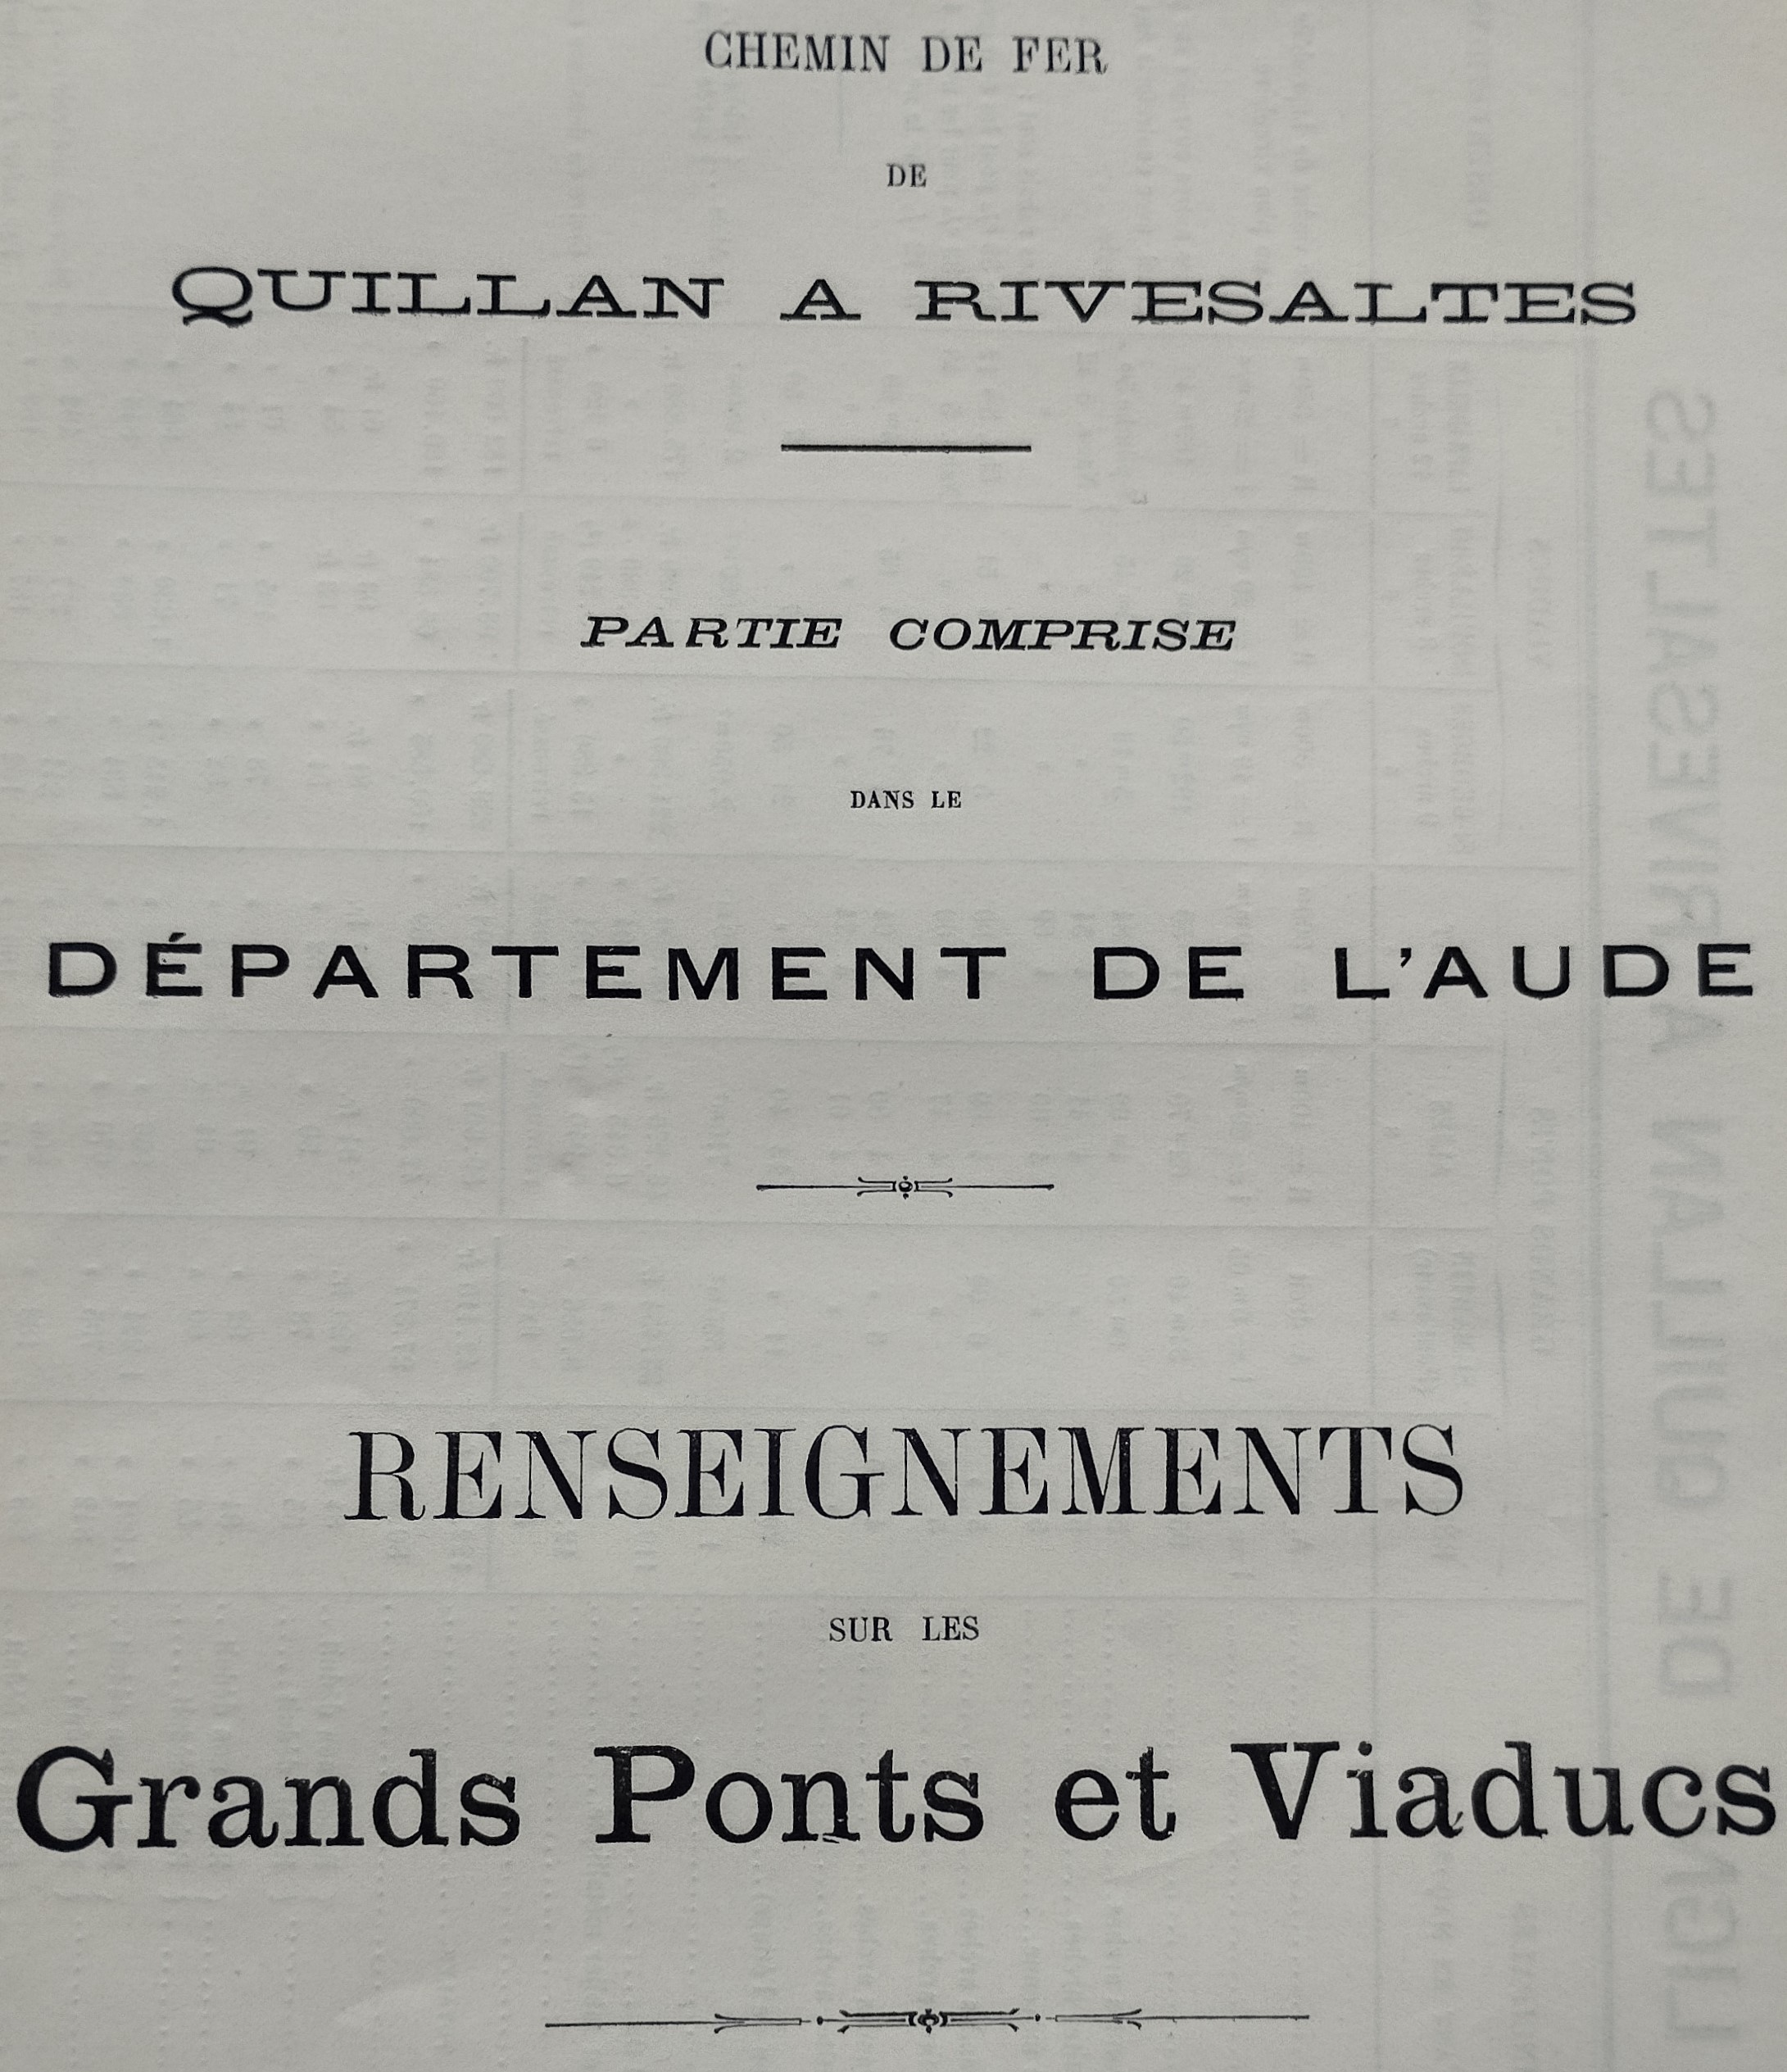 CHEMIN DE FER
DE
QUILLAN A RIVESALTES
PARTIE COMPRISE
DANS LE
DÉPARTEMENT DE L'AUDE
RENSEIGNEMENTS
SUR LES
Grands Ponts et Viaducs